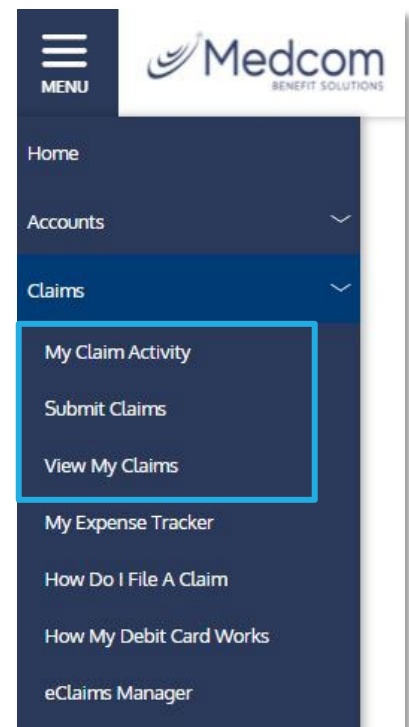 MENU
Medcom
BENEFIT SOLUTIONS
Home
Accounts
Claims
My Claim Activity
Submit Claims
View My Claims
My Expense Tracker
How Do I File A Claim
How My Debit Card Works
eClaims Manager